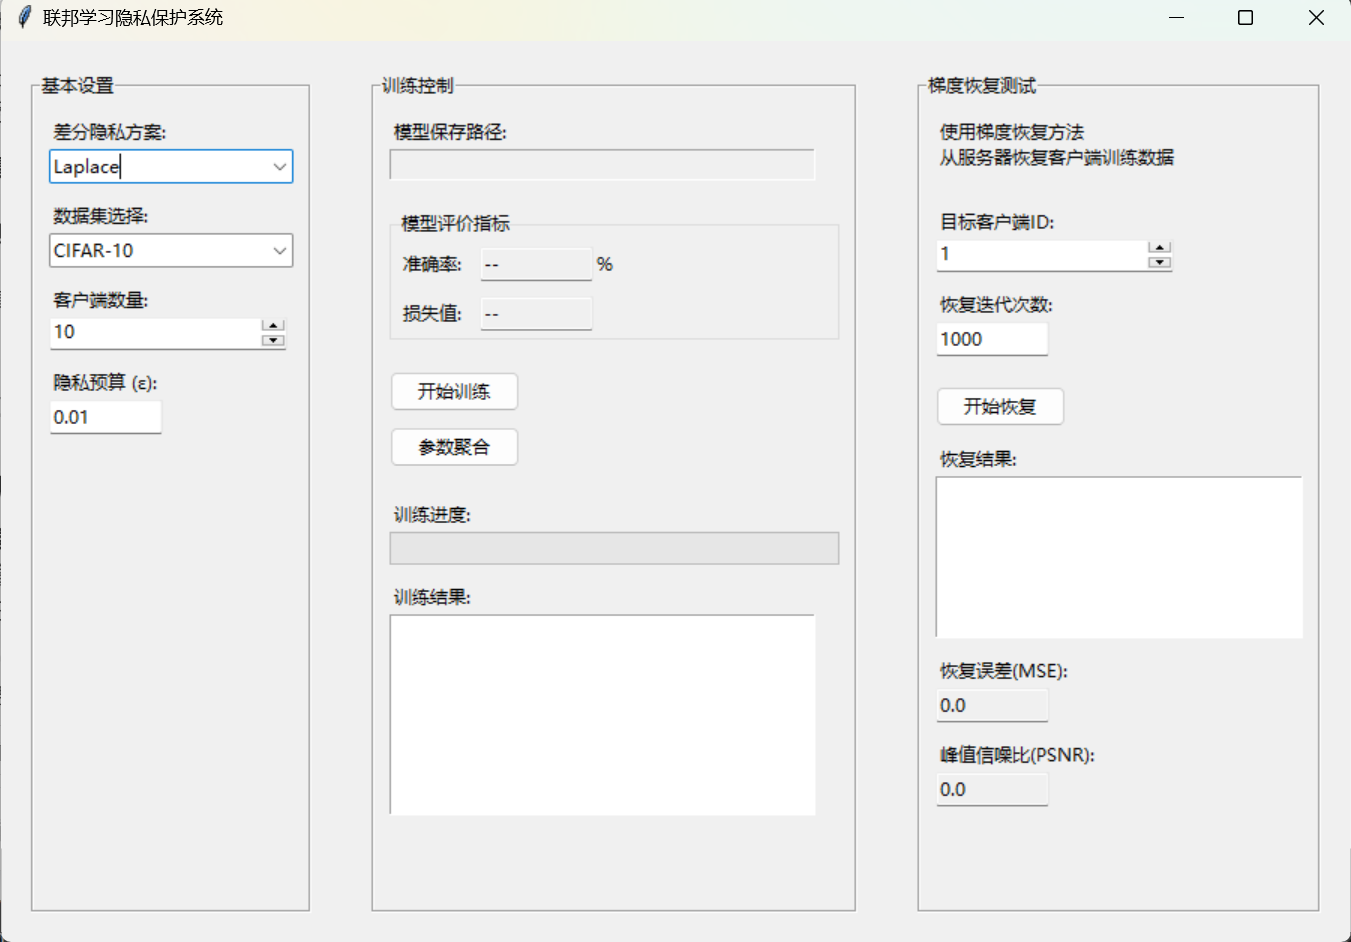 联邦学习隐私保护系统
基本设置
差分隐私方案:
Laplace
数据集选择:
CIFAR-10
客户端数量:
10
隐私预算 (ε):
0.01
训练控制
模型保存路径:
模型评价指标
准确率: -- %
损失值: --
开始训练
参数聚合
训练进度:
训练结果:
梯度恢复测试
使用梯度恢复方法
从服务器恢复客户端训练数据
目标客户端ID:
1
恢复迭代次数:
1000
开始恢复
恢复结果:
恢复误差(MSE):
0.0
峰值信噪比(PSNR):
0.0